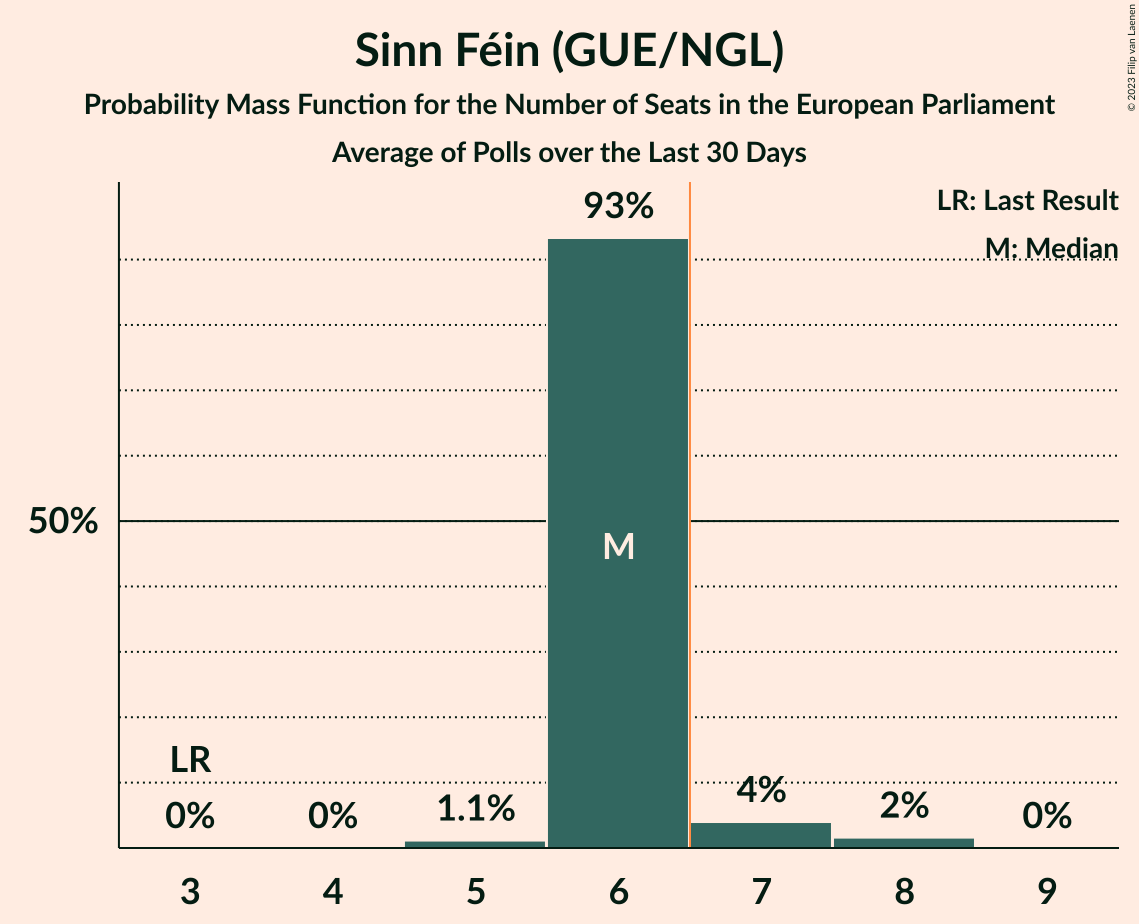 Sinn Féin (GUE/NGL)
Probability Mass Function for the Number of Seats in the European Parliament
Average of Polls over the Last 30 Days
© 2023 Filip van Laenen
LR: Last Result
M: Median
93%
50%
M
LR
0%
0%
1.1%
4%
2%
0%
3 4 5 6 7 8 9